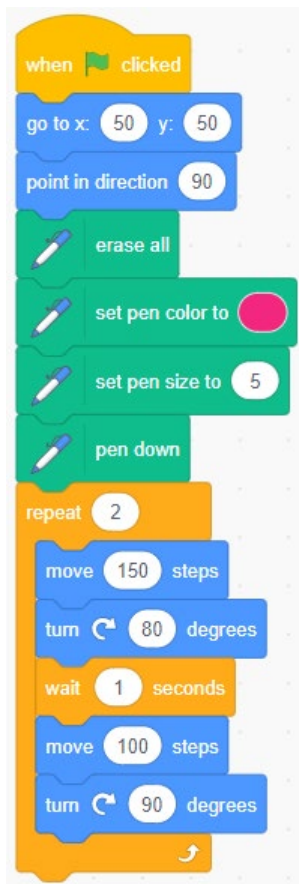 when clicked
go to x: 50 y: 50
point in direction 90
erase all
set pen color to
set pen size to 5
pen down
repeat 2
move 150 steps
turn 80 degrees
wait 1 seconds
move 100 steps
turn 90 degrees